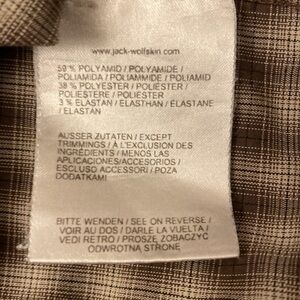 www.jack-wolfskin.com
59 % POLYAMID / POLYAMIDE /
POLIAMIDA / POLIAMMIDE / POLIAMID
38 % POLYESTER / POLYESTER /
POLIESTERE / POLIESTER
3 % ELASTAN / ELASTHAN / ELASTANE
/ ELASTAN
AUSSER ZUTATEN / EXCEPT
TRIMMINGS / À L'EXCLUSION DES
INGRÉDIENTS / MENOS LAS
APLICACIONES/ACCESORIOS /
ESCLUSO ACCESSORI / POZA
DODATKAMI
BITTE WENDEN / SEE ON REVERSE /
VOIR AU DOS / DARLE LA VUELTA /
VEDI RETRO / PROSZĘ ZOBACZYĆ
ODWROTNĄ STRONĘ